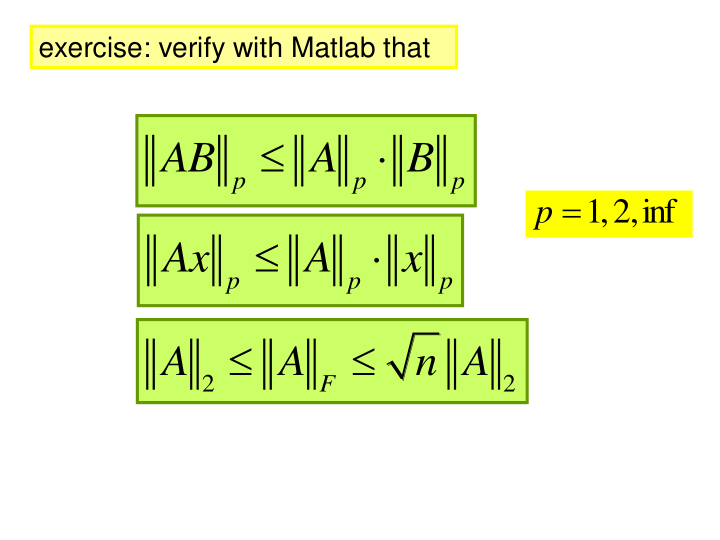 exercise: verify with Matlab that
‖AB‖_p ≤ ‖A‖_p · ‖B‖_p
p = 1, 2, inf
‖Ax‖_p ≤ ‖A‖_p · ‖x‖_p
‖A‖_2 ≤ ‖A‖_F ≤ √n ‖A‖_2